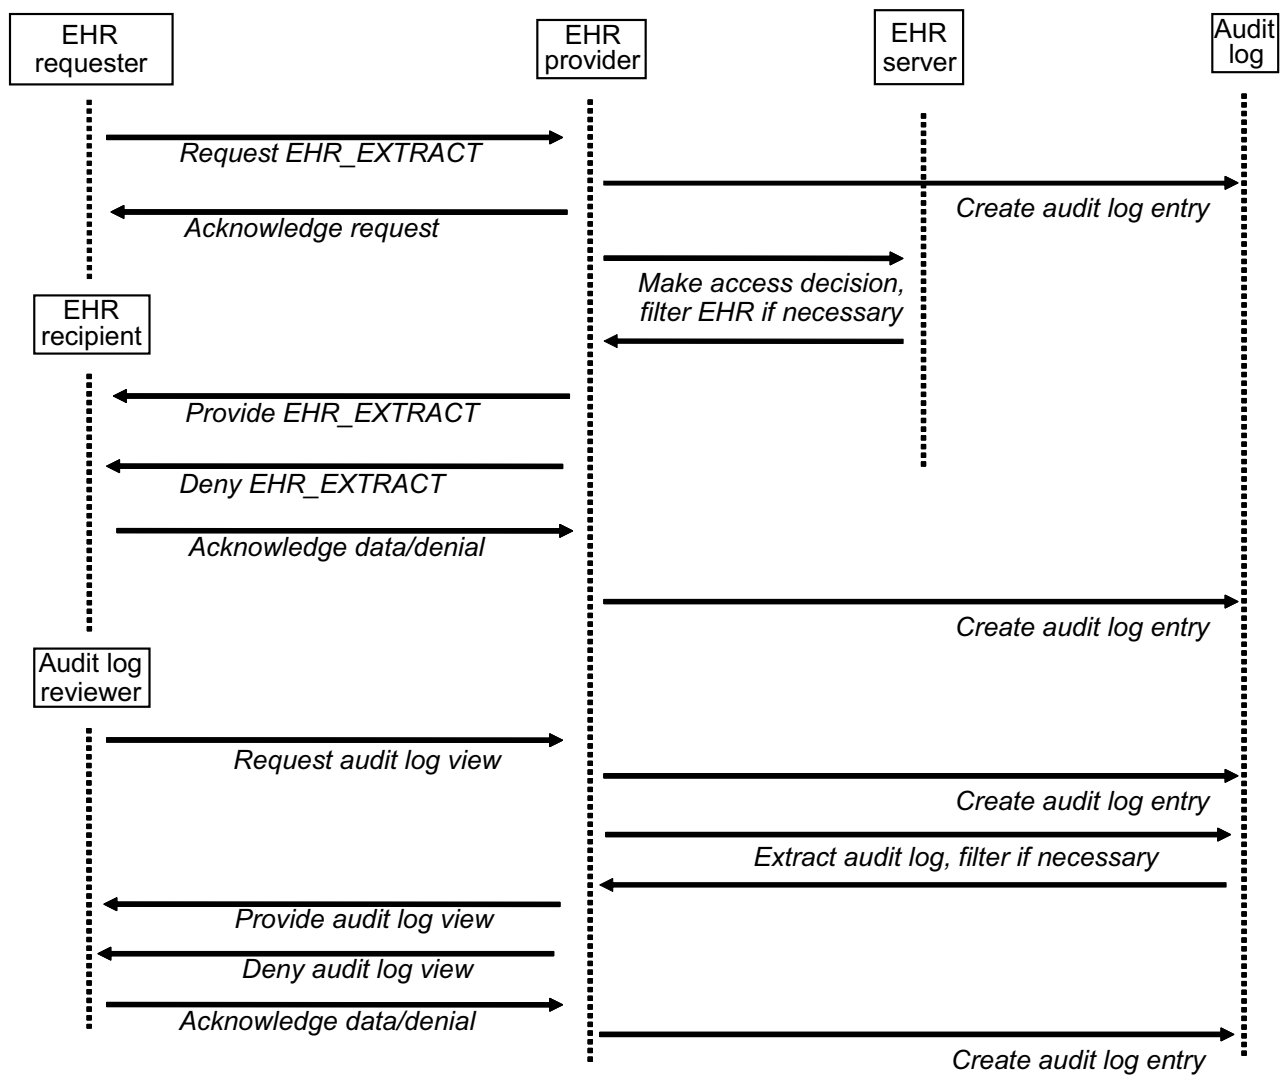 EHR
requester
EHR
provider
EHR
server
Audit
log
Request EHR_EXTRACT
Create audit log entry
Acknowledge request
Make access decision,
filter EHR if necessary
EHR
recipient
Provide EHR_EXTRACT
Deny EHR_EXTRACT
Acknowledge data/denial
Create audit log entry
Audit log
reviewer
Request audit log view
Create audit log entry
Extract audit log, filter if necessary
Provide audit log view
Deny audit log view
Acknowledge data/denial
Create audit log entry